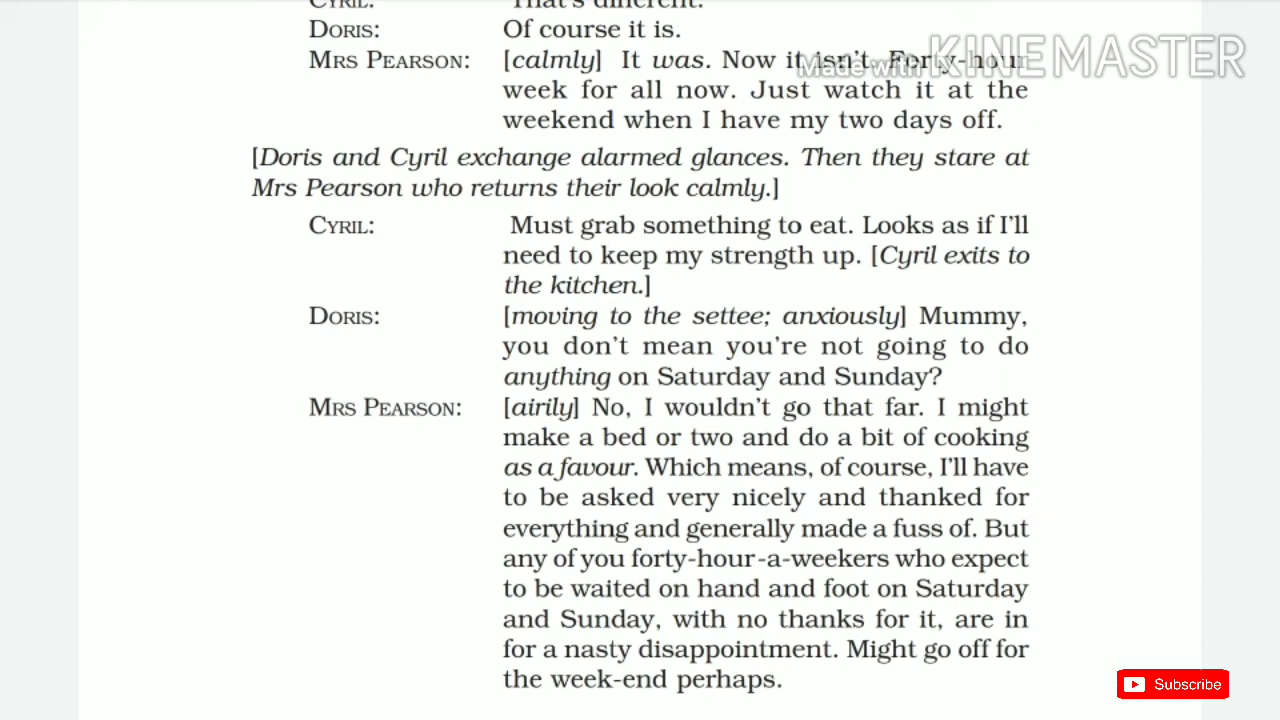 CYRIL: That's different.
DORIS: Of course it is.
MRS PEARSON: [calmly] It was. Now it isn't. Forty-hour
Made with KINEMASTER
week for all now. Just watch it at the
weekend when I have my two days off.
[Doris and Cyril exchange alarmed glances. Then they stare at
Mrs Pearson who returns their look calmly.]
CYRIL: Must grab something to eat. Looks as if I'll
need to keep my strength up. [Cyril exits to
the kitchen.]
DORIS: [moving to the settee; anxiously] Mummy,
you don't mean you're not going to do
anything on Saturday and Sunday?
MRS PEARSON: [airily] No, I wouldn't go that far. I might
make a bed or two and do a bit of cooking
as a favour. Which means, of course, I'll have
to be asked very nicely and thanked for
everything and generally made a fuss of. But
any of you forty-hour-a-weekers who expect
to be waited on hand and foot on Saturday
and Sunday, with no thanks for it, are in
for a nasty disappointment. Might go off for
the week-end perhaps.
Subscribe